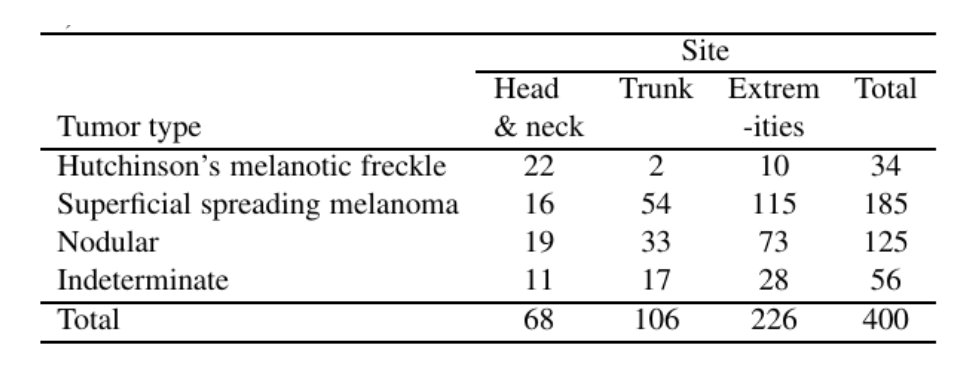 Site
Head Trunk Extrem Total
Tumor type & neck -ities
Hutchinson’s melanotic freckle 22 2 10 34
Superficial spreading melanoma 16 54 115 185
Nodular 19 33 73 125
Indeterminate 11 17 28 56
Total 68 106 226 400